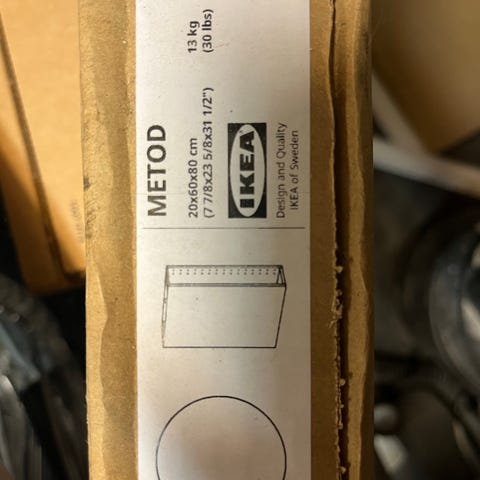 METOD
20x60x80 cm
(7 7/8x23 5/8x31 1/2")
13 kg
(30 lbs)
IKEA
Design and Quality
IKEA of Sweden